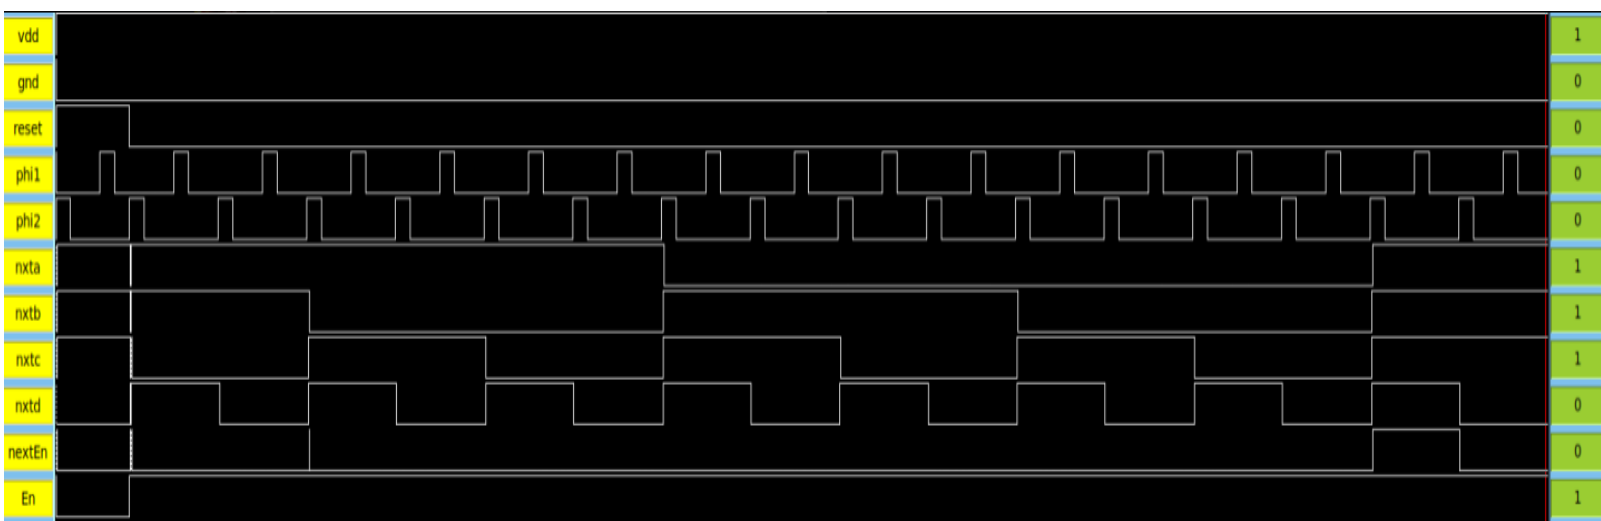 vdd 1
gnd 0
reset 0
phi1 0
phi2 0
nxta 1
nxtb 1
nxtc 1
nxtd 0
nextEn 0
En 1